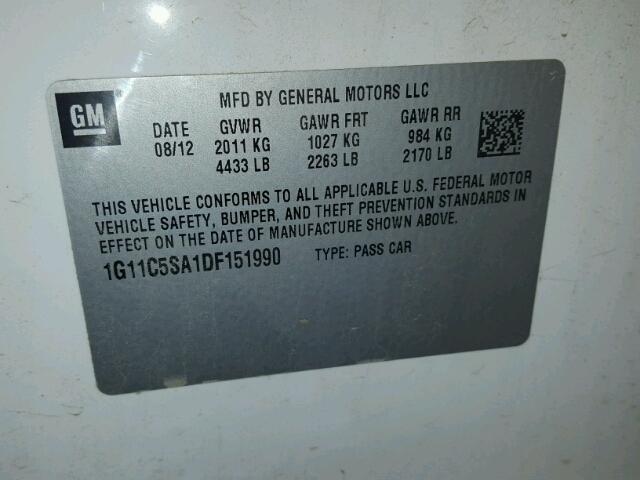 GM
MFD BY GENERAL MOTORS LLC
DATE GVWR GAWR FRT GAWR RR
08/12 2011 KG 1027 KG 984 KG
4433 LB 2263 LB 2170 LB
THIS VEHICLE CONFORMS TO ALL APPLICABLE U.S. FEDERAL MOTOR
VEHICLE SAFETY, BUMPER, AND THEFT PREVENTION STANDARDS IN
EFFECT ON THE DATE OF MANUFACTURE SHOWN ABOVE.
1G11C5SA1DF151990 TYPE: PASS CAR